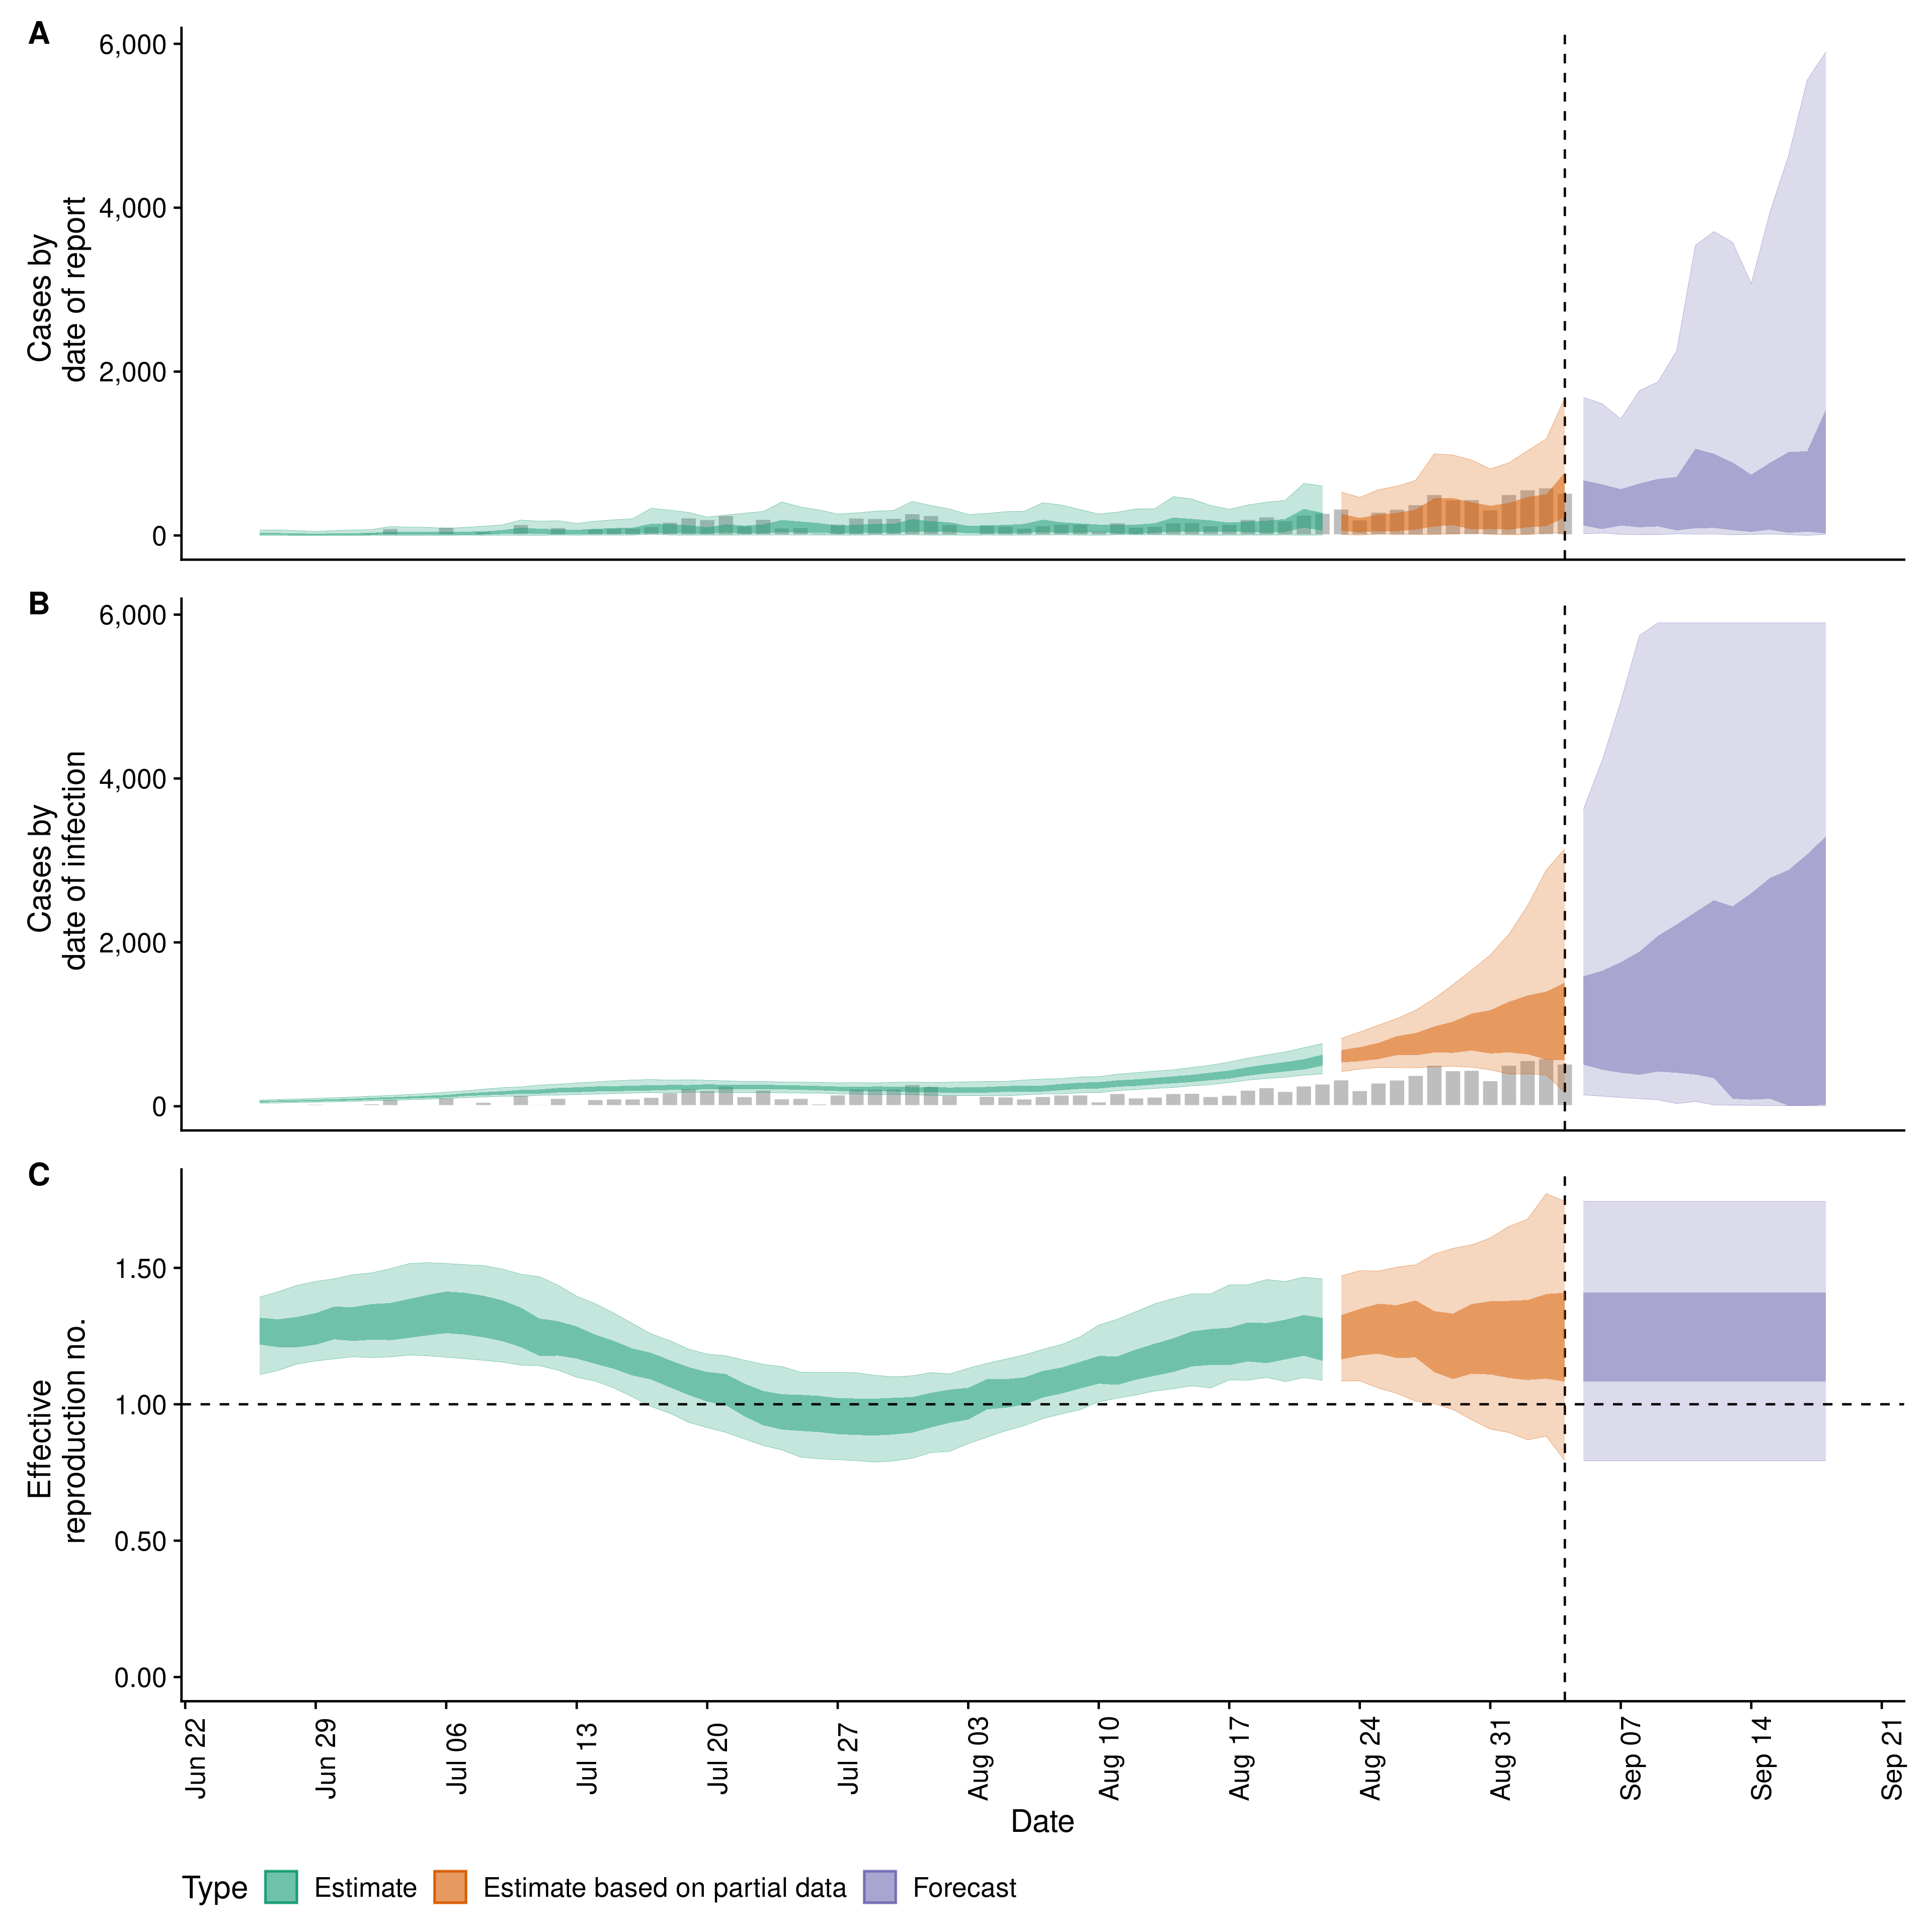 A
6,000
4,000
2,000
0
Cases by
date of report
B
6,000
4,000
2,000
0
Cases by
date of infection
C
1.50
1.00
0.50
0.00
Effective
reproduction no.
Jun 22
Jun 29
Jul 06
Jul 13
Jul 20
Jul 27
Aug 03
Aug 10
Aug 17
Aug 24
Aug 31
Sep 07
Sep 14
Sep 21
Date
Type Estimate Estimate based on partial data Forecast